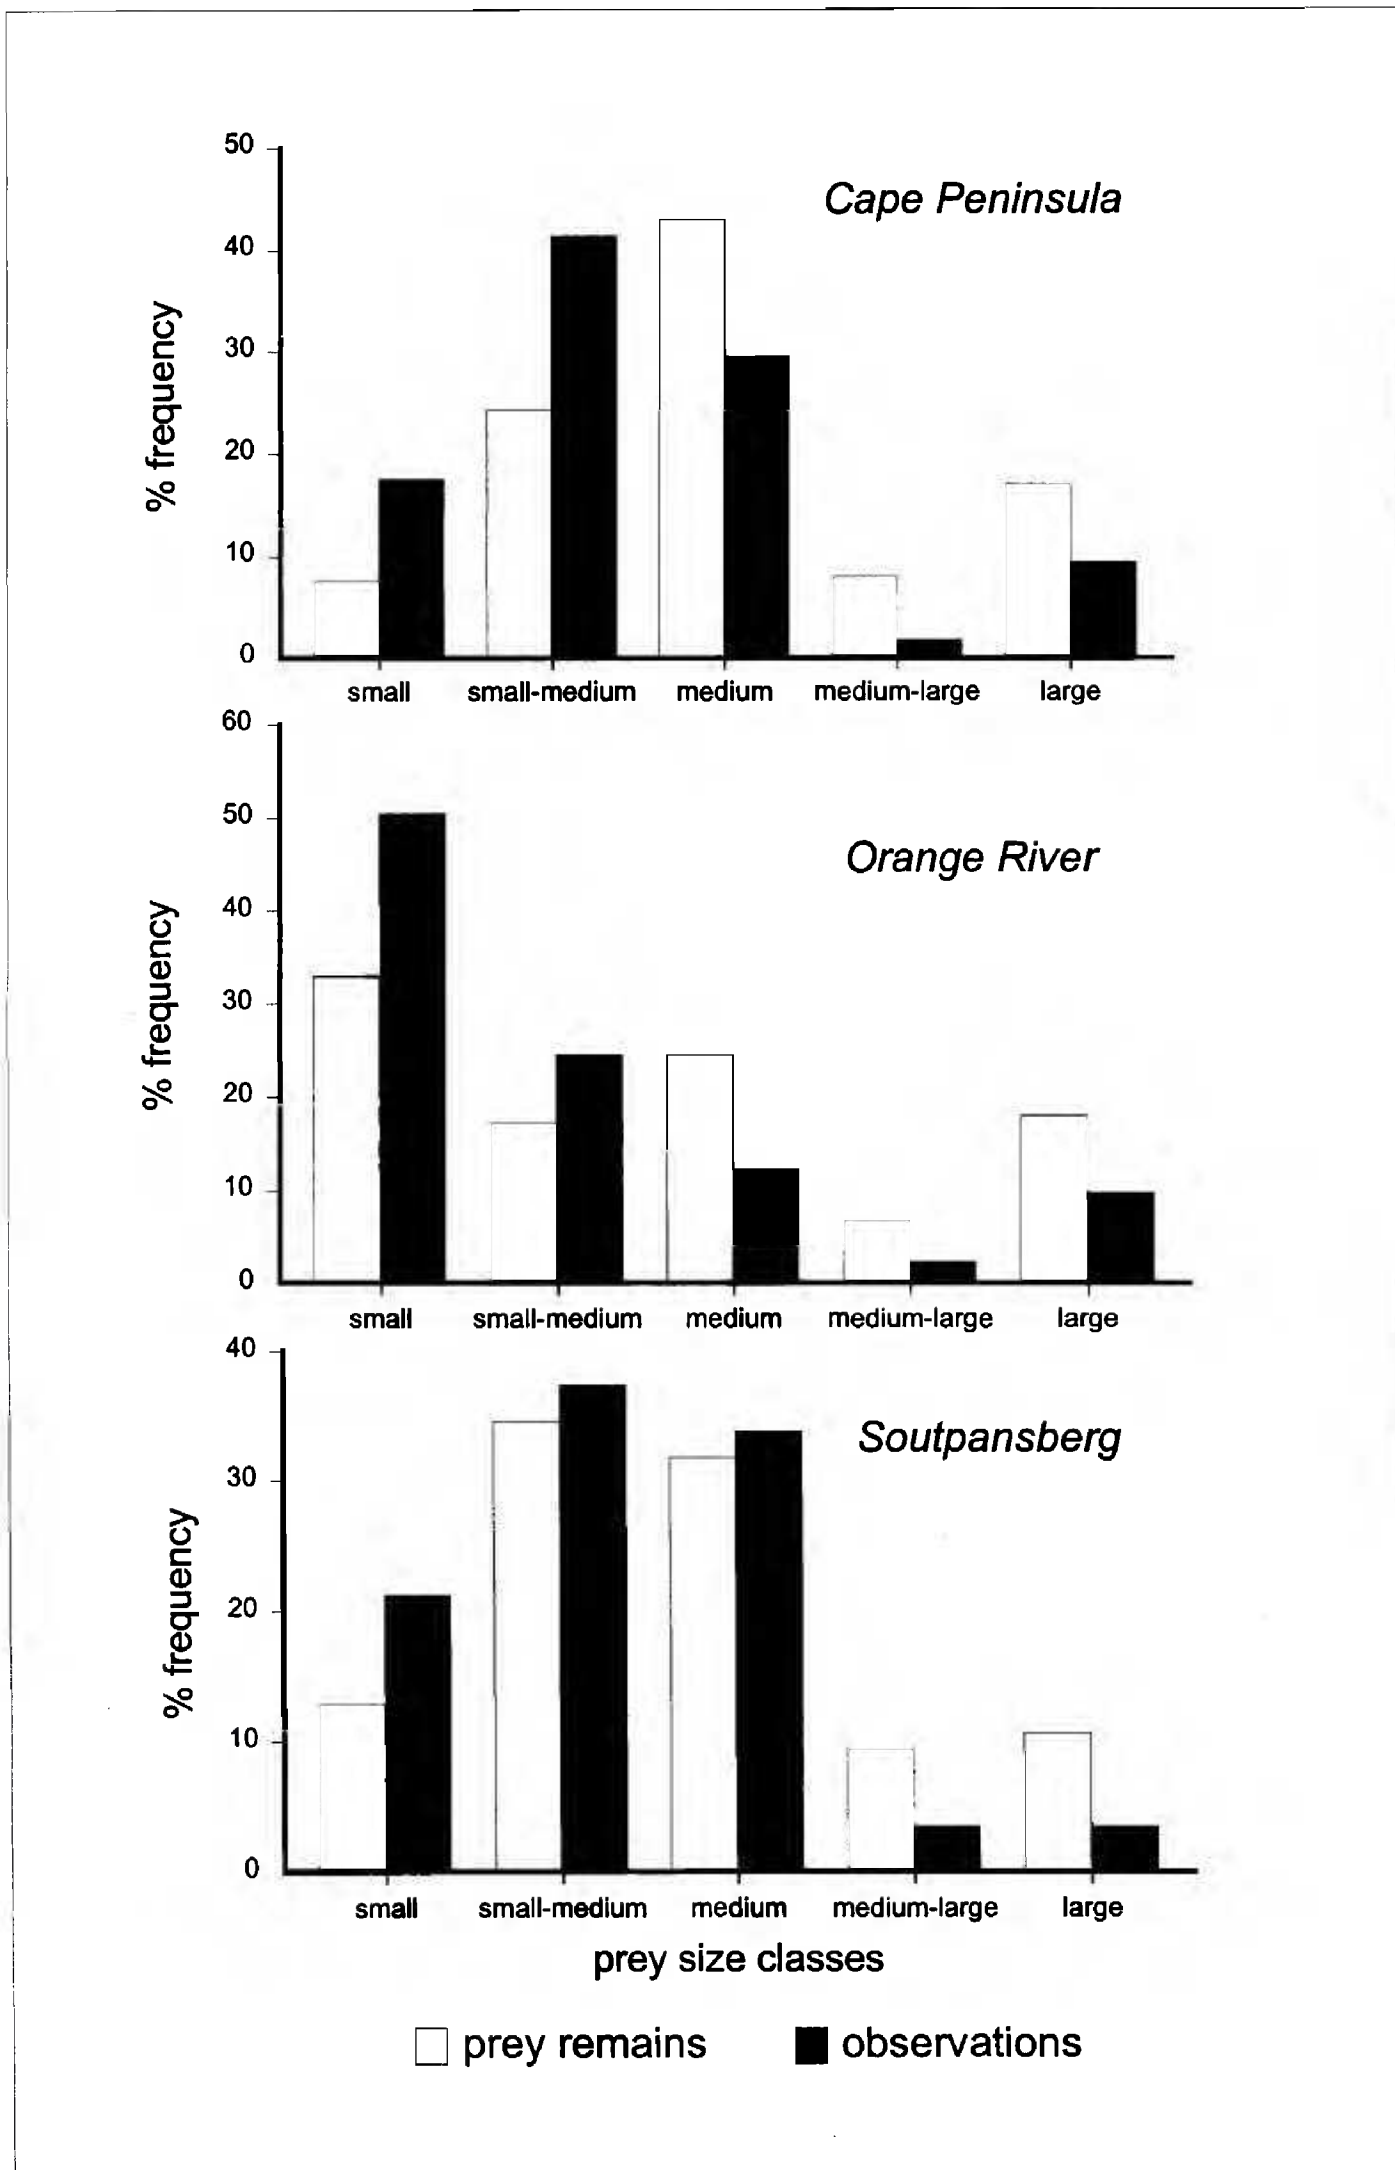 50
Cape Peninsula
40
30
20
10
0
% frequency
small small-medium medium medium-large large
60
50
Orange River
40
30
20
10
0
% frequency
small small-medium medium medium-large large
40
Soutpansberg
30
20
10
0
% frequency
small small-medium medium medium-large large
prey size classes
prey remains observations